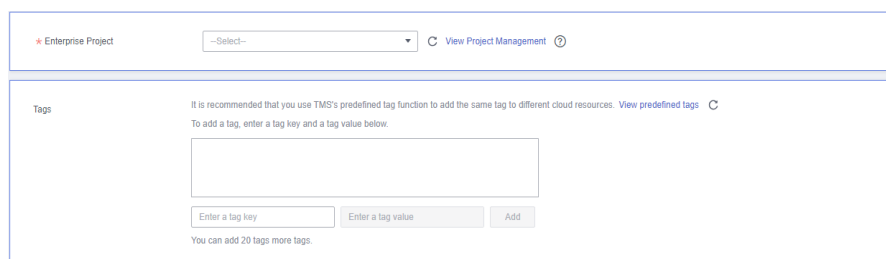 * Enterprise Project --Select-- View Project Management ?
Tags It is recommended that you use TMS's predefined tag function to add the same tag to different cloud resources. View predefined tags
To add a tag, enter a tag key and a tag value below.
Enter a tag key Enter a tag value Add
You can add 20 tags more tags.